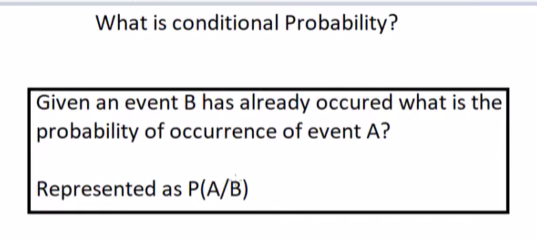 What is conditional Probability?
Given an event B has already occured what is the
probability of occurrence of event A?
Represented as P(A/B)